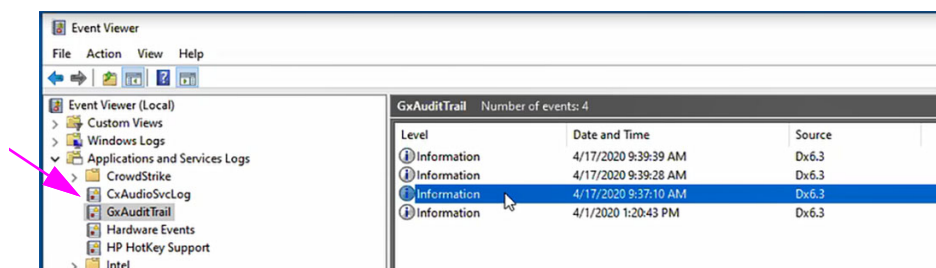 Event Viewer
File Action View Help
Event Viewer (Local)
Custom Views
Windows Logs
Applications and Services Logs
CrowdStrike
CxAudioSvcLog
GxAuditTrail
Hardware Events
HP HotKey Support
Intel
GxAuditTrail Number of events: 4
Level Date and Time Source
Information 4/17/2020 9:39:39 AM Dx6.3
Information 4/17/2020 9:39:28 AM Dx6.3
Information 4/17/2020 9:37:10 AM Dx6.3
Information 4/1/2020 1:20:43 PM Dx6.3